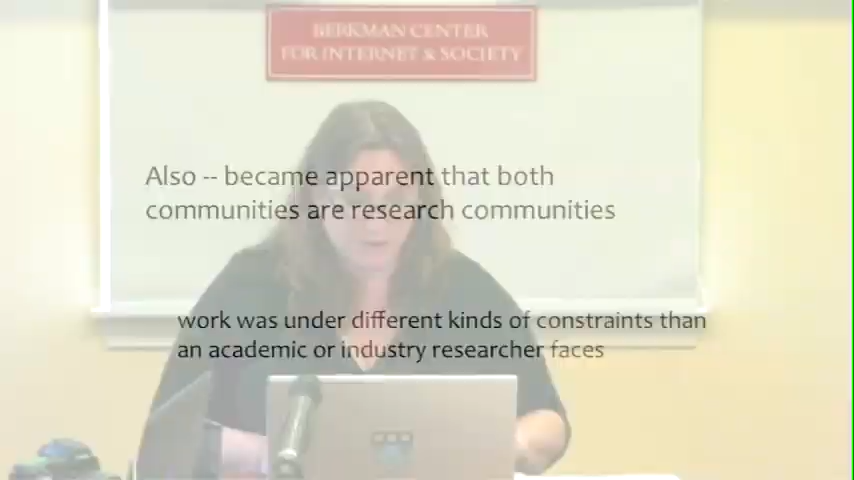 BERKMAN CENTER
FOR INTERNET & SOCIETY
Also -- became apparent that both
communities are research communities
work was under different kinds of constraints than
an academic or industry researcher faces